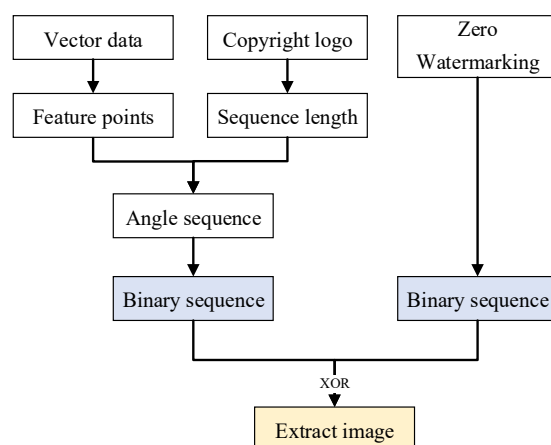 Vector data
Copyright logo
Zero
Watermarking
Feature points
Sequence length
Angle sequence
Binary sequence
Binary sequence
XOR
Extract image